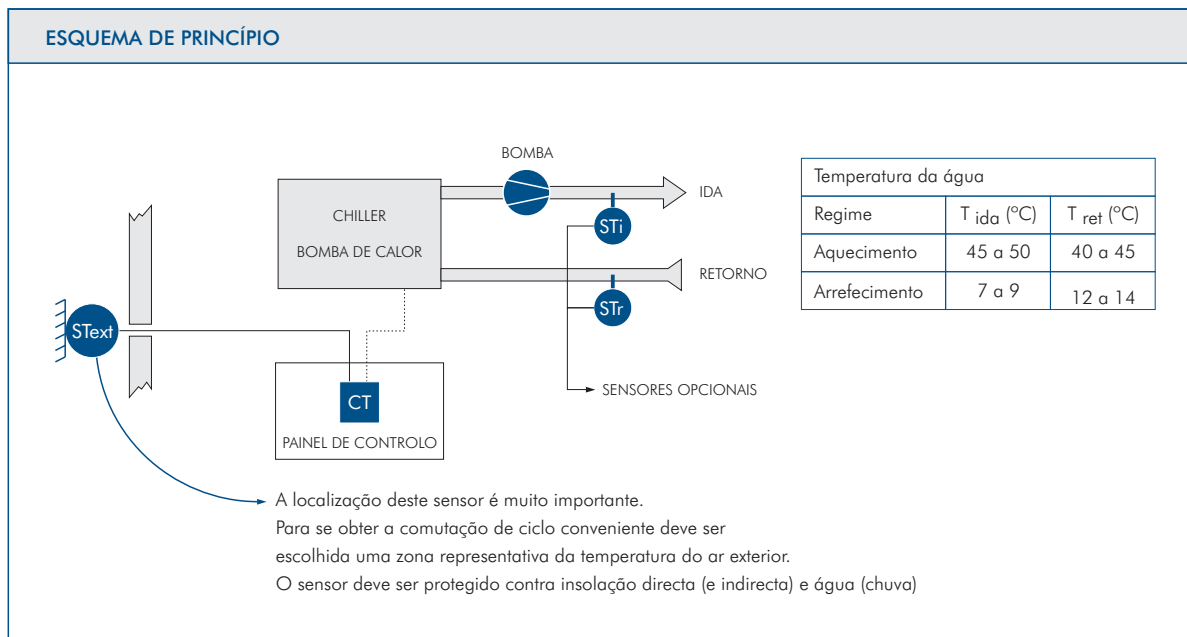 ESQUEMA DE PRINCÍPIO
BOMBA
IDA
CHILLER
BOMBA DE CALOR
STi
RETORNO
STr
SText
SENSORES OPCIONAIS
CT
PAINEL DE CONTROLO
Temperatura da água
Regime T ida (ºC) T ret (ºC)
Aquecimento 45 a 50 40 a 45
Arrefecimento 7 a 9 12 a 14
A localização deste sensor é muito importante.
Para se obter a comutação de ciclo conveniente deve ser
escolhida uma zona representativa da temperatura do ar exterior.
O sensor deve ser protegido contra insolação directa (e indirecta) e água (chuva)